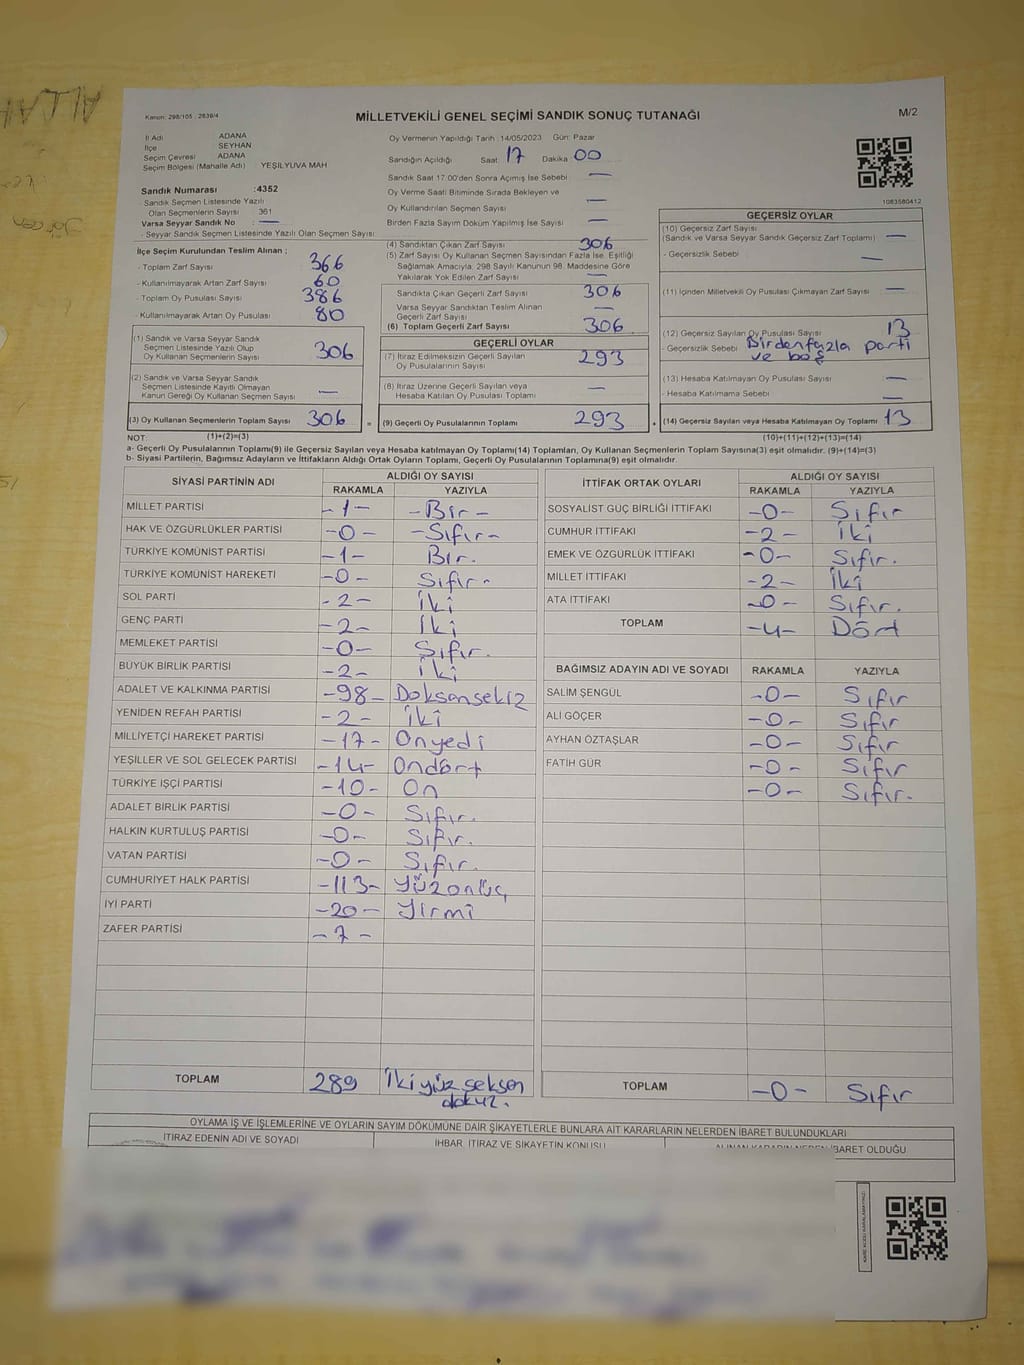 ALLAH
Kanun: 298/105 ; 2839/4
MİLLETVEKİLİ GENEL SEÇİMİ SANDIK SONUÇ TUTANAĞI
M/2
İl Adı ADANA
İlçe SEYHAN
Seçim Çevresi ADANA
Seçim Bölgesi (Mahalle Adı) YEŞİLYUVA MAH
Sandık Numarası :4352
Sandık Seçmen Listesinde Yazılı
Olan Seçmenlerin Sayısı 361
Varsa Seyyar Sandık No : —
- Seyyar Sandık Seçmen Listesinde Yazılı Olan Seçmen Sayısı:
Oy Vermenin Yapıldığı Tarih :14/05/2023 Gün: Pazar
Sandığın Açıldığı Saat: 17 Dakika 00
Sandık Saat 17.00'den Sonra Açımış İse Sebebi : —
Oy Verme Saati Bitiminde Sırada Bekleyen ve
Oy Kullandırılan Seçmen Sayısı —
Birden Fazla Sayım Döküm Yapılmış İse Sayısı —
1083580412
İlçe Seçim Kurulundan Teslim Alınan ;
- Toplam Zarf Sayısı 366
- Kullanılmayarak Artan Zarf Sayısı 60
- Toplam Oy Pusulası Sayısı 386
- Kullanılmayarak Artan Oy Pusulası 80
(1) Sandık ve Varsa Seyyar Sandık
Seçmen Listesinde Yazılı Olup
Oy Kullanan Seçmenlerin Sayısı 306
(2) Sandık ve Varsa Seyyar Sandık
Seçmen Listesinde Kayıtlı Olmayan
Kanun Gereği Oy Kullanan Seçmen Sayısı —
(3) Oy Kullanan Seçmenlerin Toplam Sayısı 306 =
(4) Sandıktan Çıkan Zarf Sayısı 306
(5) Zarf Sayısı Oy Kullanan Seçmen Sayısından Fazla İse, Eşitliği
Sağlamak Amacıyla; 298 Sayılı Kanunun 98. Maddesine Göre
Yakılarak Yok Edilen Zarf Sayısı —
Sandıkta Çıkan Geçerli Zarf Sayısı 306
Varsa Seyyar Sandıktan Teslim Alınan
Geçerli Zarf Sayısı —
(6) Toplam Geçerli Zarf Sayısı 306
GEÇERLİ OYLAR
(7) İtiraz Edilmeksizin Geçerli Sayılan
Oy Pusulalarının Sayısı 293
(8) İtiraz Üzerine Geçerli Sayılan veya
Hesaba Katılan Oy Pusulası Toplamı —
(9) Geçerli Oy Pusulalarının Toplamı 293 +
GEÇERSİZ OYLAR
(10) Geçersiz Zarf Sayısı
(Sandık ve Varsa Seyyar Sandık Geçersiz Zarf Toplamı) —
- Geçersizlik Sebebi —
(11) İçinden Milletvekili Oy Pusulası Çıkmayan Zarf Sayısı —
(12) Geçersiz Sayılan Oy Pusulası Sayısı 13
- Geçersizlik Sebebi Birdenfazla parti
ve boş
(13) Hesaba Katılmayan Oy Pusulası Sayısı —
- Hesaba Katılmama Sebebi —
(14) Geçersiz Sayılan veya Hesaba Katılmayan Oy Toplamı 13
NOT: (1)+(2)=(3) (10)+(11)+(12)+(13)=(14)
a- Geçerli Oy Pusulalarının Toplamı(9) ile Geçersiz Sayılan veya Hesaba katılmayan Oy Toplamı(14) Toplamları, Oy Kullanan Seçmenlerin Toplam Sayısına(3) eşit olmalıdır. (9)+(14)=(3)
b- Siyasi Partilerin, Bağımsız Adayların ve İttifakların Aldığı Ortak Oyların Toplamı, Geçerli Oy Pusulalarının Toplamına(9) eşit olmalıdır.
SİYASİ PARTİNİN ADI ALDIĞI OY SAYISI
RAKAMLA YAZIYLA
MİLLET PARTİSİ -1- -Bir-
HAK VE ÖZGÜRLÜKLER PARTİSİ -0- -Sıfır-
TÜRKİYE KOMÜNİST PARTİSİ -1- Bir.
TÜRKİYE KOMÜNİST HAREKETİ -0- Sıfır-
SOL PARTİ -2- İki
GENÇ PARTİ -2- İki
MEMLEKET PARTİSİ -0- Sıfır.
BÜYÜK BİRLİK PARTİSİ -2- İki
ADALET VE KALKINMA PARTİSİ -98- Doksansekiz
YENİDEN REFAH PARTİSİ -2- İki
MİLLİYETÇİ HAREKET PARTİSİ -17- Onyedi
YEŞİLLER VE SOL GELECEK PARTİSİ -14- Ondört
TÜRKİYE İŞÇİ PARTİSİ -10- On
ADALET BİRLİK PARTİSİ -0- Sıfır.
HALKIN KURTULUŞ PARTİSİ -0- Sıfır.
VATAN PARTİSİ -0- Sıfır.
CUMHURİYET HALK PARTİSİ -113- Yüzonüç
İYİ PARTİ -20- Yirmi
ZAFER PARTİSİ -7-
TOPLAM 289 İkiyüz seksen
dokuz.
İTTİFAK ORTAK OYLARI ALDIĞI OY SAYISI
RAKAMLA YAZIYLA
SOSYALİST GÜÇ BİRLİĞİ İTTİFAKI -0- Sıfır
CUMHUR İTTİFAKI -2- İki
EMEK VE ÖZGÜRLÜK İTTİFAKI -0- Sıfır.
MİLLET İTTİFAKI -2- İki
ATA İTTİFAKI -0- Sıfır.
TOPLAM -4- Dört
BAĞIMSIZ ADAYIN ADI VE SOYADI RAKAMLA YAZIYLA
SALİM ŞENGÜL -0- Sıfır
ALİ GÖÇER -0- Sıfır
AYHAN ÖZTAŞLAR -0- Sıfır
FATİH GÜR -0- Sıfır
-0- Sıfır.
TOPLAM -0- Sıfır
OYLAMA İŞ VE İŞLEMLERİNE VE OYLARIN SAYIM DÖKÜMÜNE DAİR ŞİKAYETLERLE BUNLARA AİT KARARLARIN NELERDEN İBARET BULUNDUKLARI
İTİRAZ EDENİN ADI VE SOYADI İHBAR, İTİRAZ VE ŞİKAYETİN KONUSU ALINAN KARARIN NEDEN İBARET OLDUĞU